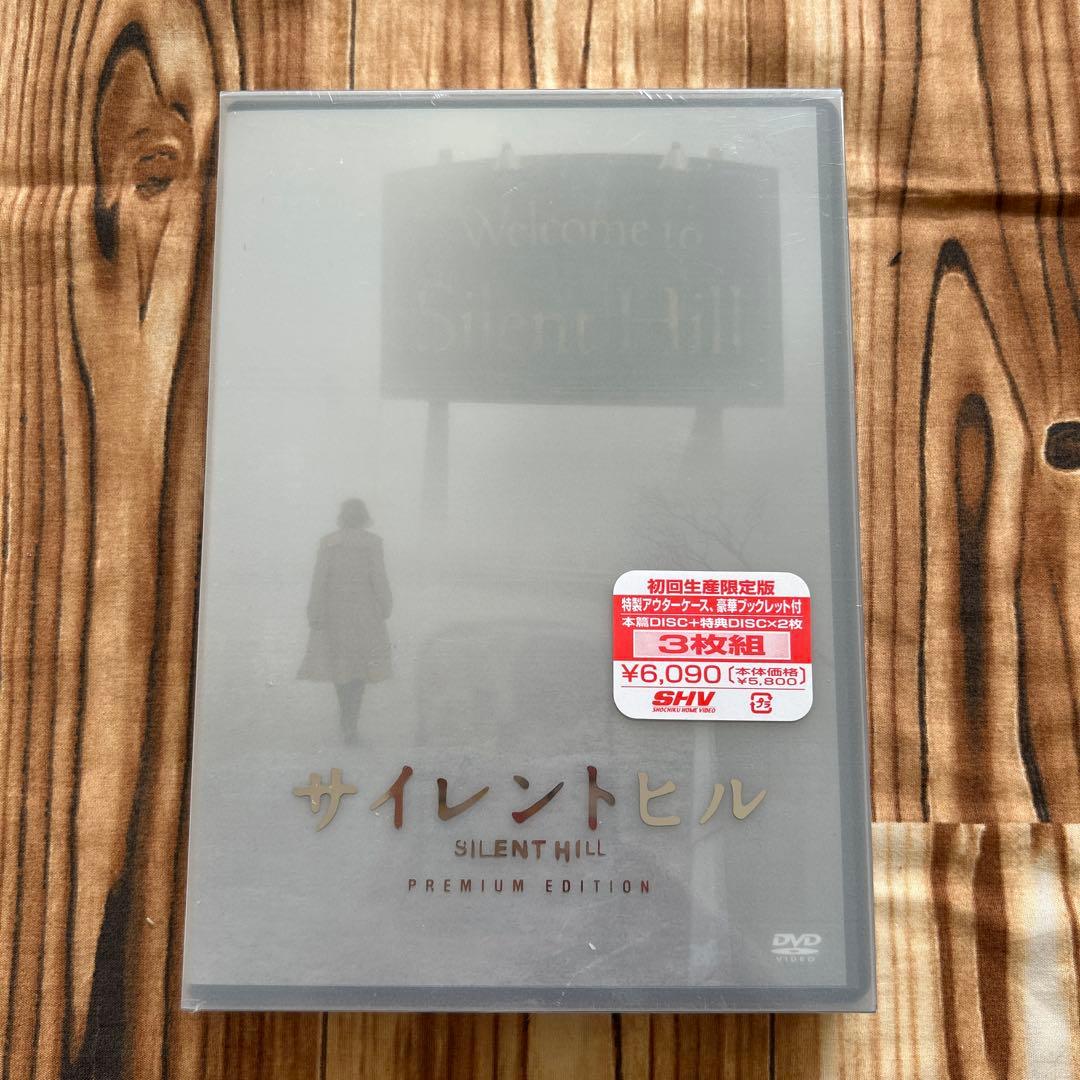 Welcome to
Silent Hill
初回生産限定版
特製アウターケース、豪華ブックレット付
本篇DISC+特典DISC×2枚
3枚組
¥6,090〔本体価格 ¥5,800〕
SHV
SHOCHIKU HOME VIDEO
プラ
サイレントヒル
SILENT HILL
PREMIUM EDITION
DVD
VIDEO